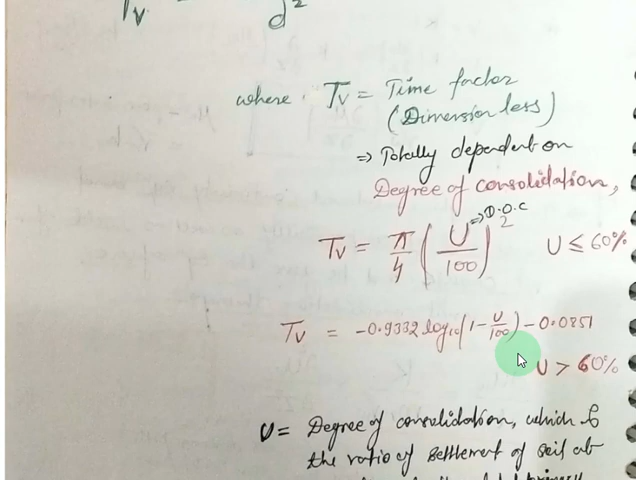 Tv d²
where Tv = Time factor
(Dimension less)
=> Totally dependent on
Degree of consolidation,
Tv = π/4 (U/100)² => D.O.C U ≤ 60%
Tv = -0.9332 log₁₀(1 - U/100) - 0.0851
U > 60%
U = Degree of consolidation, which is
the ratio of settlement of soil at